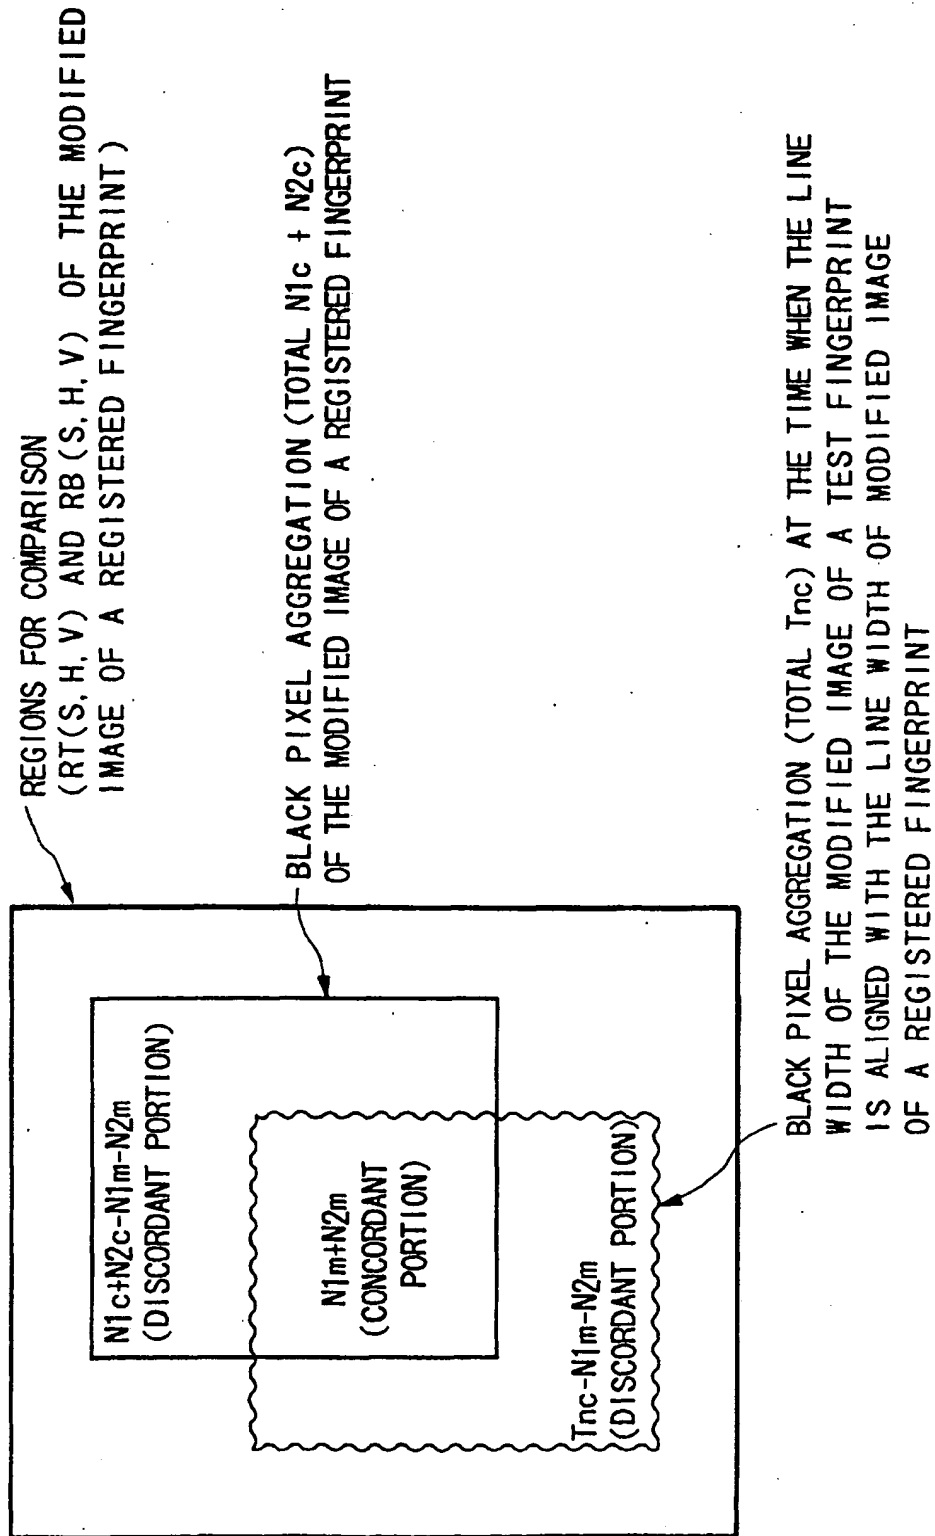 REGIONS FOR COMPARISON
(RT(S, H, V) AND RB(S, H, V) OF THE MODIFIED
IMAGE OF A REGISTERED FINGERPRINT)
BLACK PIXEL AGGREGATION (TOTAL N1c + N2c)
OF THE MODIFIED IMAGE OF A REGISTERED FINGERPRINT
N1c+N2c-N1m-N2m
(DISCORDANT PORTION)
N1m+N2m
(CONCORDANT
PORTION)
Tnc-N1m-N2m
(DISCORDANT PORTION)
BLACK PIXEL AGGREGATION (TOTAL Tnc) AT THE TIME WHEN THE LINE
WIDTH OF THE MODIFIED IMAGE OF A TEST FINGERPRINT
IS ALIGNED WITH THE LINE WIDTH OF MODIFIED IMAGE
OF A REGISTERED FINGERPRINT